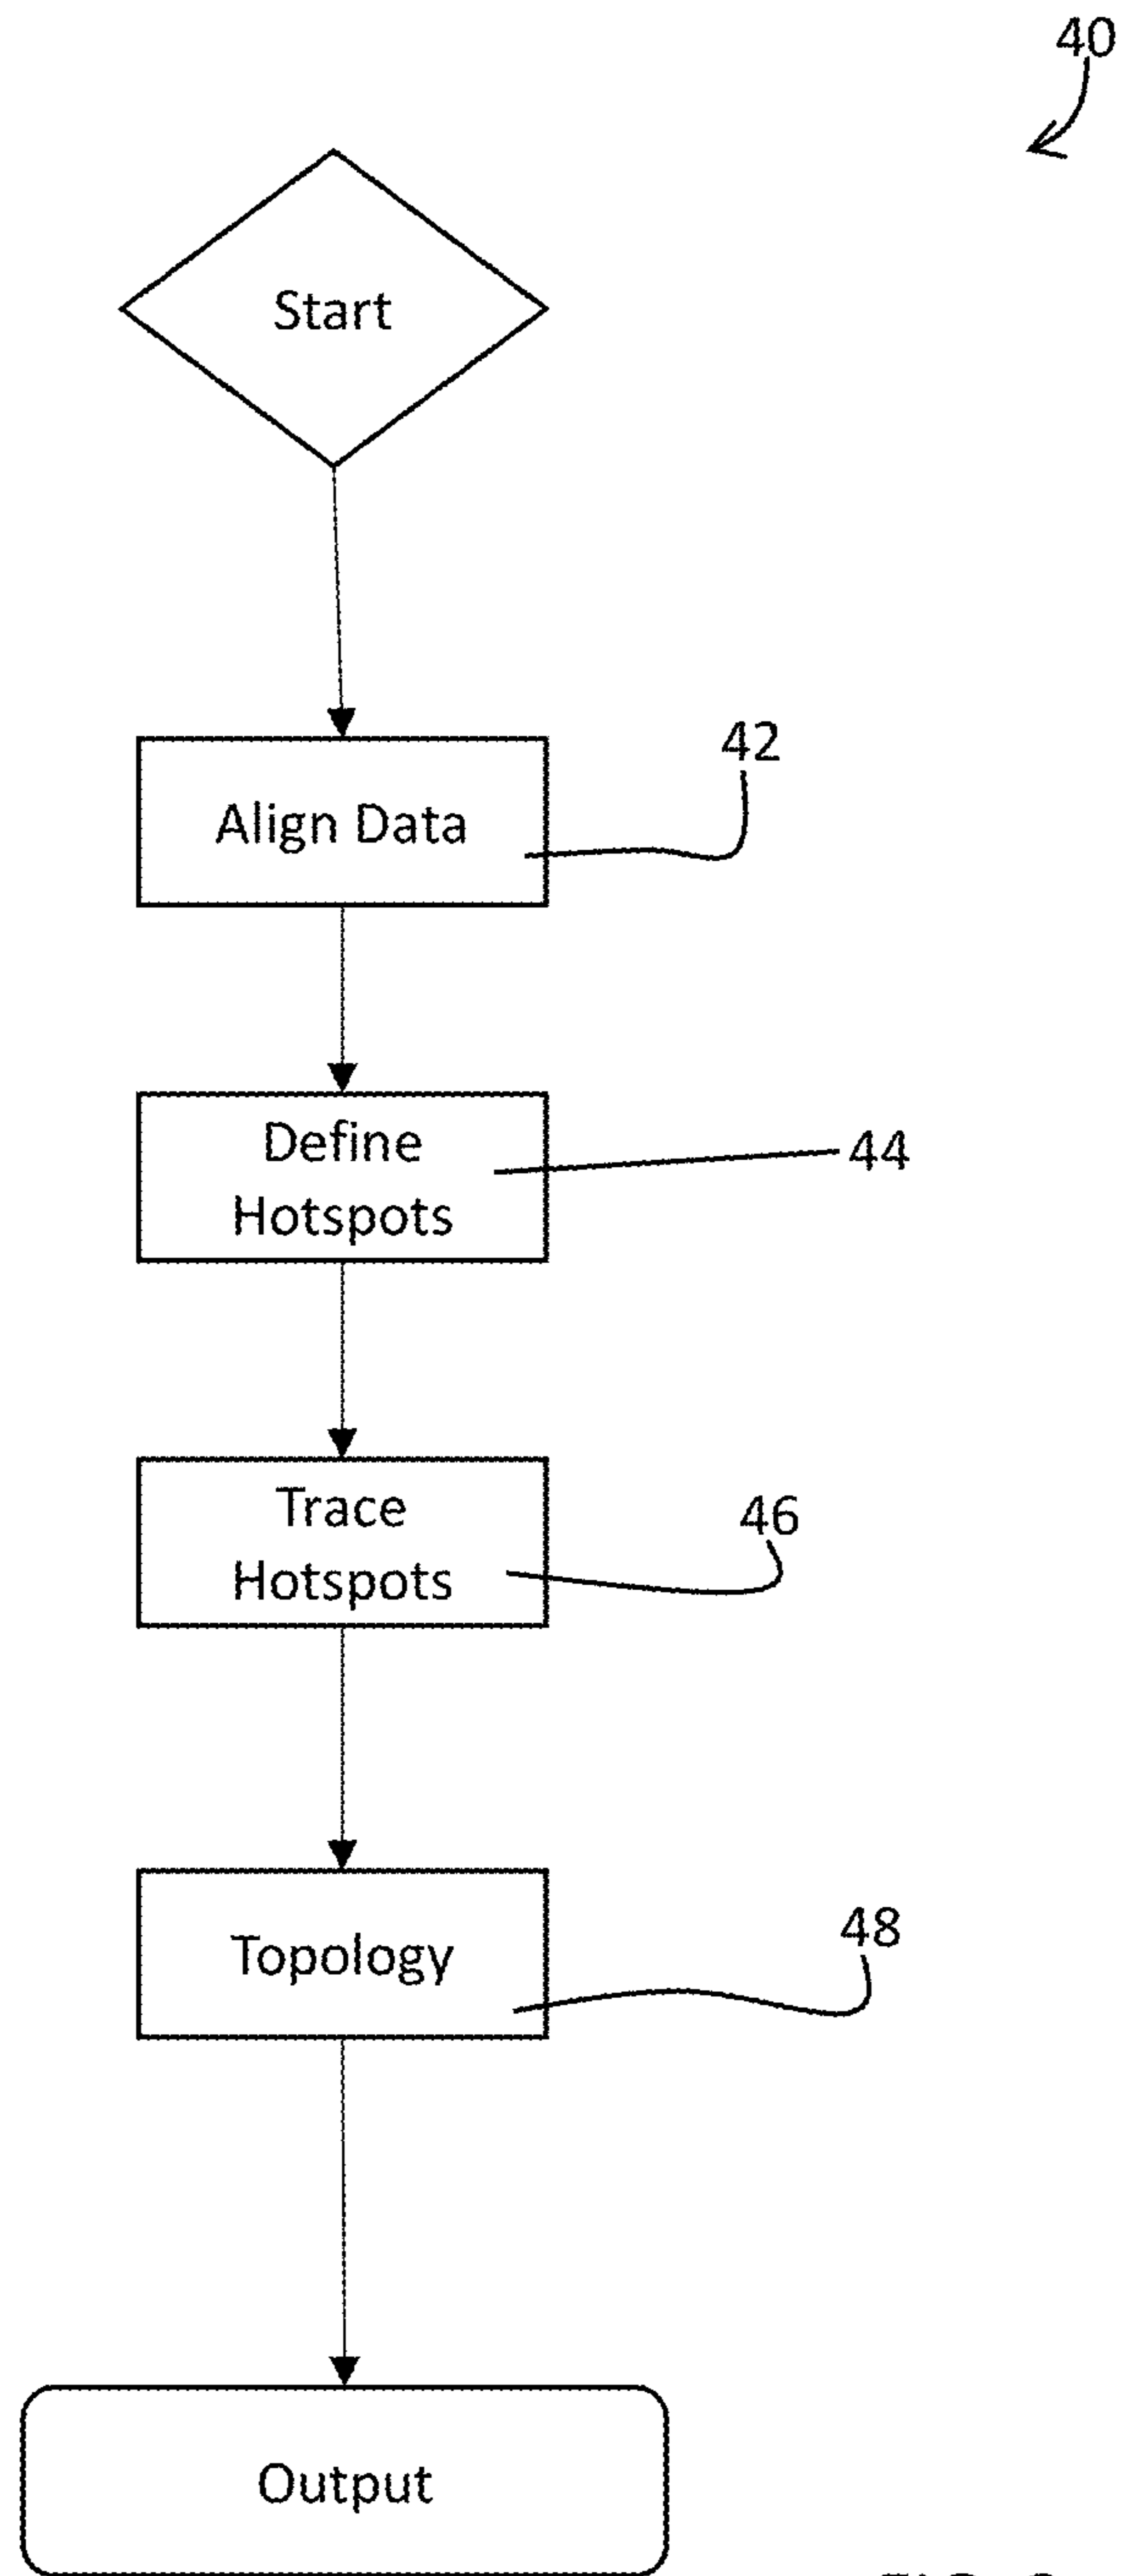 40
Start
42
Align Data
Define
Hotspots
44
Trace
Hotspots
46
Topology
48
Output